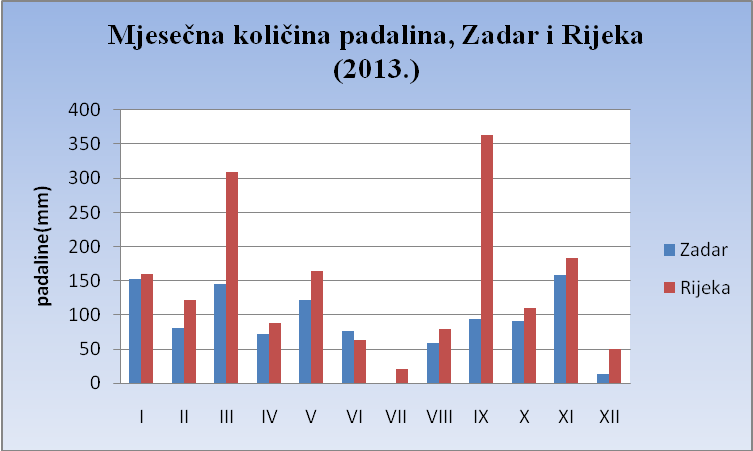 Mjesečna količina padalina, Zadar i Rijeka
(2013.)
400
350
300
250
200
150
100
50
0
padaline(mm)
I II III IV V VI VII VIII IX X XI XII
Zadar
Rijeka